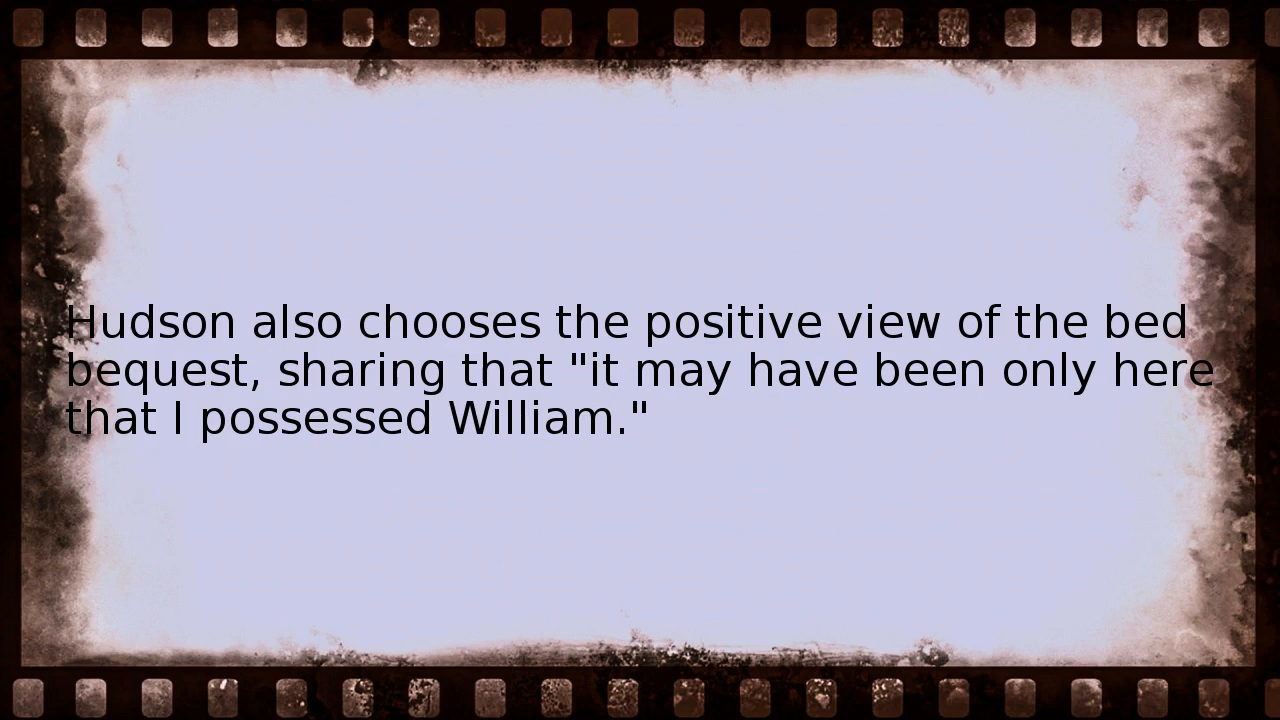 Hudson also chooses the positive view of the bed
bequest, sharing that "it may have been only here
that I possessed William."